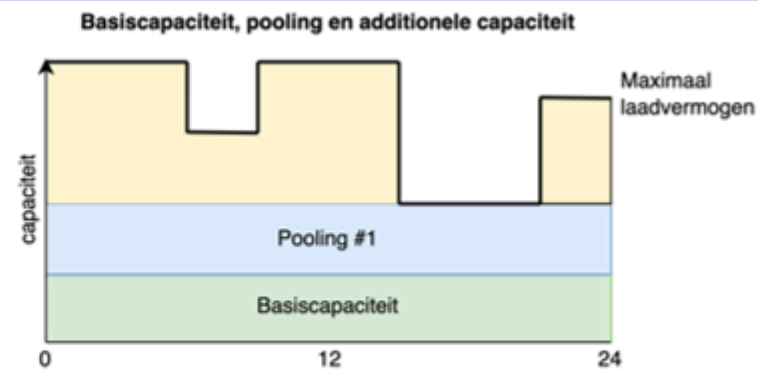 Basiscapaciteit, pooling en additionele capaciteit
Maximaal
laadvermogen
capaciteit
Pooling #1
Basiscapaciteit
0
12
24